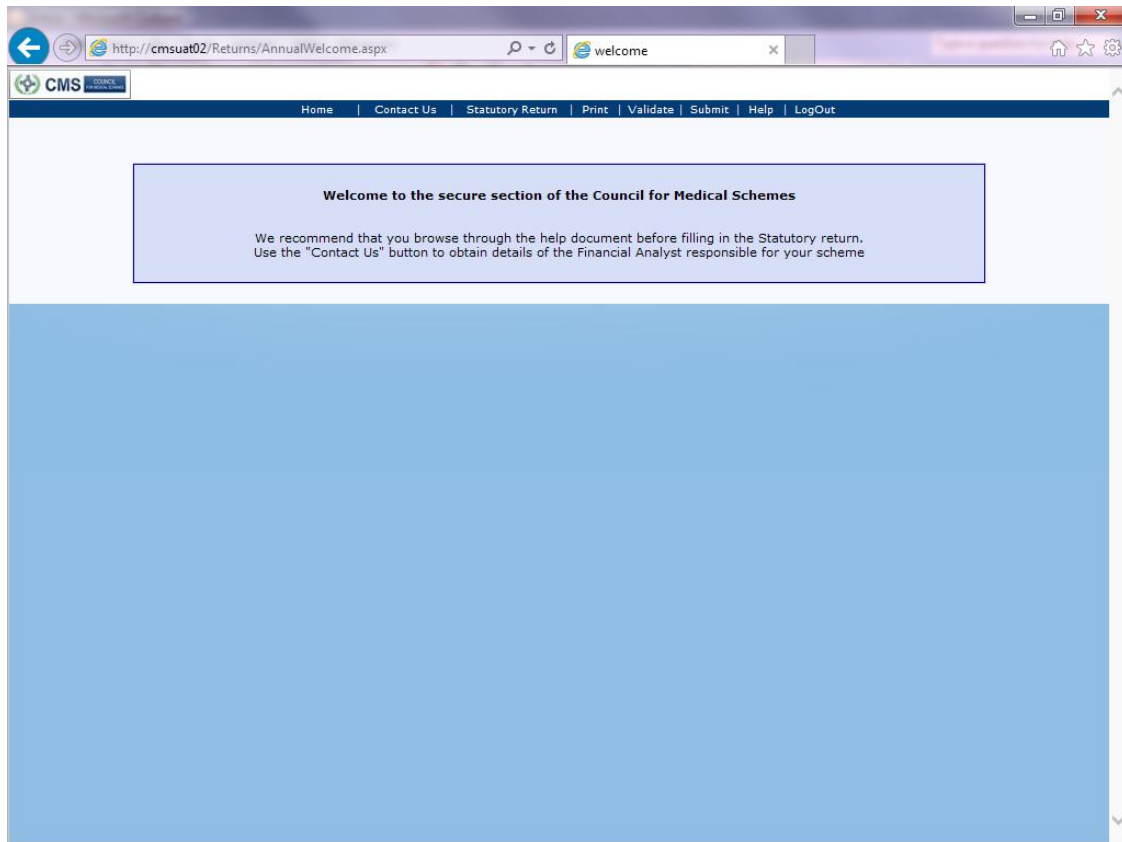 http://cmsuat02/Returns/AnnualWelcome.aspx
welcome
CMS COUNCIL
Home | Contact Us | Statutory Return | Print | Validate | Submit | Help | LogOut
Welcome to the secure section of the Council for Medical Schemes
We recommend that you browse through the help document before filling in the Statutory return.
Use the "Contact Us" button to obtain details of the Financial Analyst responsible for your scheme